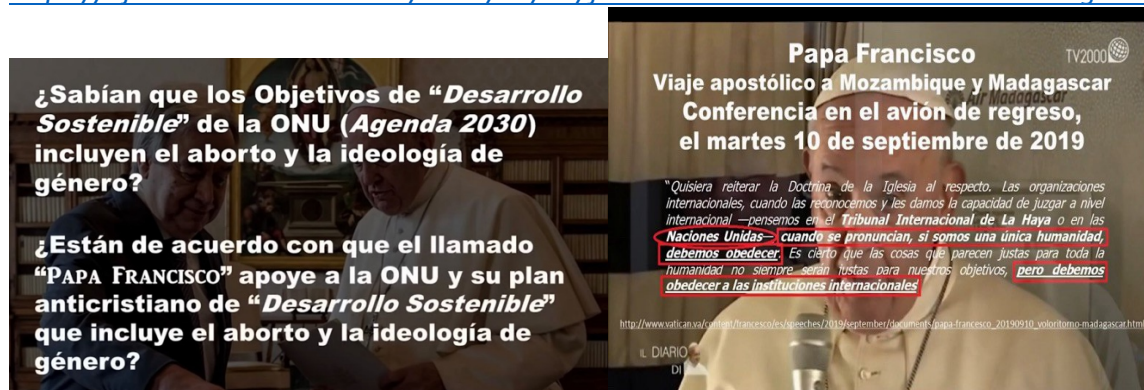 ¿Sabían que los Objetivos de “Desarrollo
Sostenible” de la ONU (Agenda 2030)
incluyen el aborto y la ideología de
género?
¿Están de acuerdo con que el llamado
“PAPA FRANCISCO” apoye a la ONU y su plan
anticristiano de “Desarrollo Sostenible”
que incluye el aborto y la ideología de
género?
Papa Francisco
TV2000
Viaje apostólico a Mozambique y Madagascar
Air Madagascar
Conferencia en el avión de regreso,
el martes 10 de septiembre de 2019
“Quisiera reiterar la Doctrina de la Iglesia al respecto. Las organizaciones
internacionales, cuando las reconocemos y les damos la capacidad de juzgar a nivel
internacional —pensemos en el Tribunal Internacional de La Haya o en las
Naciones Unidas— cuando se pronuncian, si somos una única humanidad,
debemos obedecer. Es cierto que las cosas que parecen justas para toda la
humanidad no siempre serán justas para nuestros objetivos, pero debemos
obedecer a las instituciones internacionales
http://www.vatican.va/content/francesco/es/speeches/2019/september/documents/papa-francesco_20190910_voloritorno-madagascar.html
IL DIARIO
DI